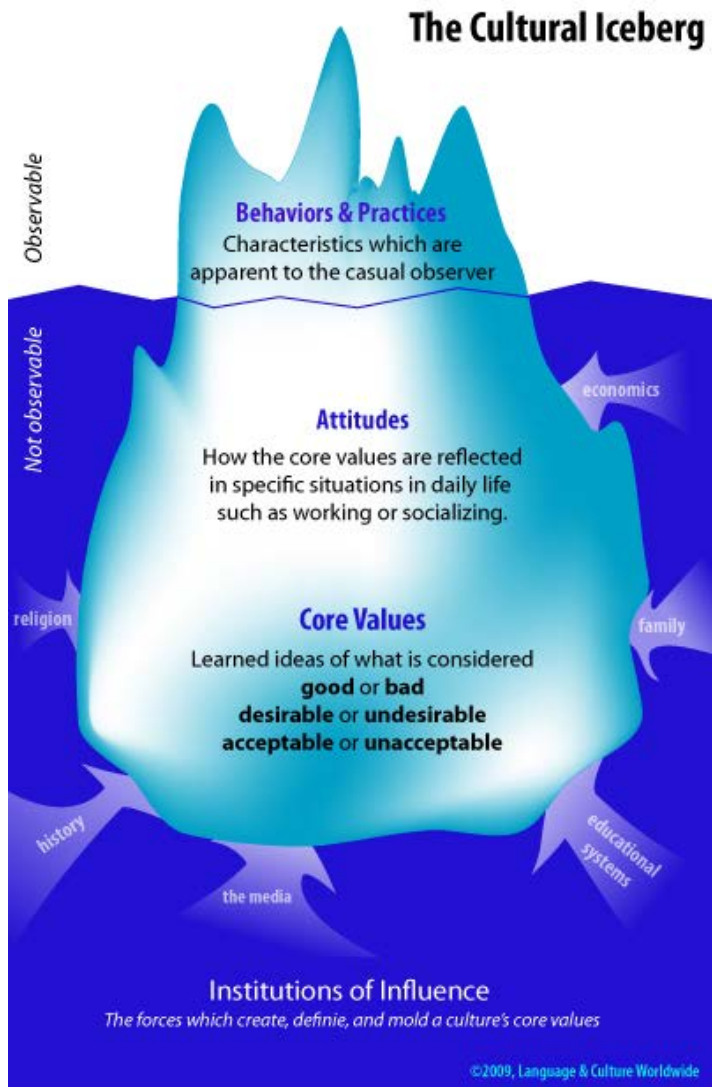 The Cultural Iceberg
Observable
Behaviors & Practices
Characteristics which are
apparent to the casual observer
Not observable
economics
Attitudes
How the core values are reflected
in specific situations in daily life
such as working or socializing.
religion
family
Core Values
Learned ideas of what is considered
good or bad
desirable or undesirable
acceptable or unacceptable
history
the media
educational
systems
Institutions of Influence
The forces which create, definie, and mold a culture's core values
©2009, Language & Culture Worldwide